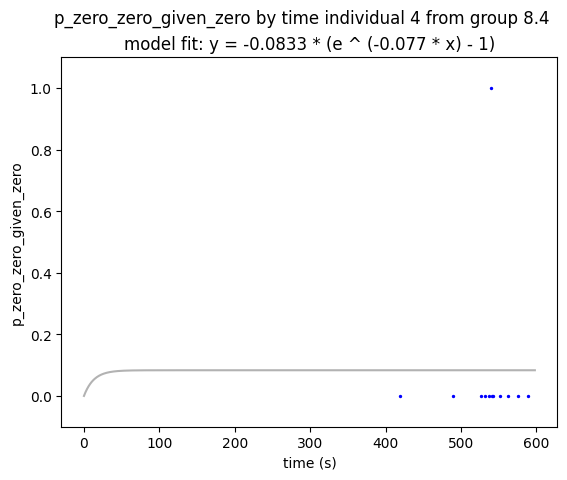 p_zero_zero_given_zero by time individual 4 from group 8.4
model fit: y = -0.0833 * (e ^ (-0.077 * x) - 1)
p_zero_zero_given_zero
1.0
0.8
0.6
0.4
0.2
0.0
0 100 200 300 400 500 600
time (s)